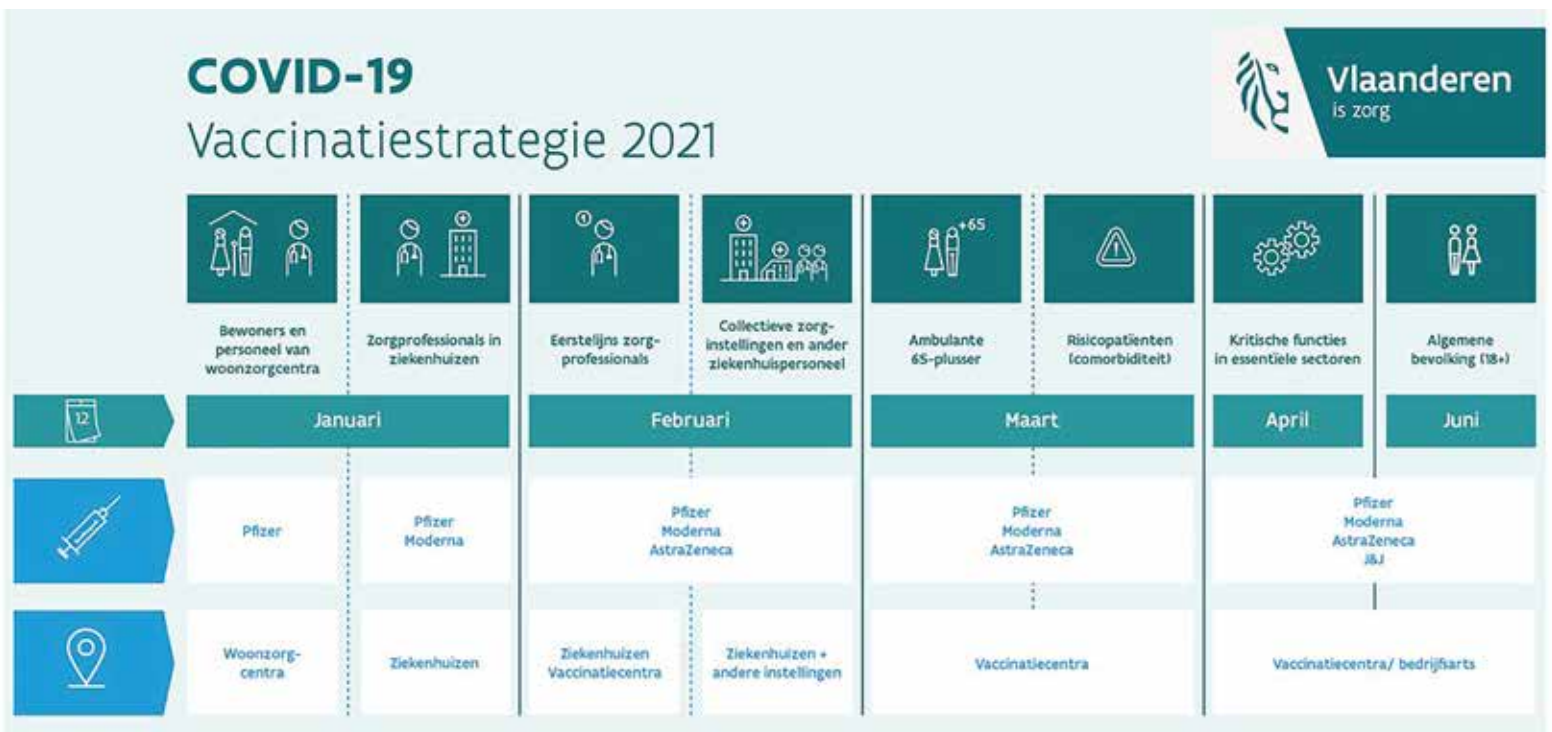 COVID-19
Vaccinatiestrategie 2021
Vlaanderen
is zorg
1
+65
Bewoners en
personeel van
woonzorgcentra
Zorgprofessionals in
ziekenhuizen
Eerstelijns zorg-
professionals
Collectieve zorg-
instellingen en ander
ziekenhuispersoneel
Ambulante
65-plusser
Risicopatiënten
(comorbiditeit)
Kritische functies
in essentiële sectoren
Algemene
bevolking (18+)
12
Januari
Februari
Maart
April
Juni
Pfizer
Pfizer
Moderna
Pfizer
Moderna
AstraZeneca
Pfizer
Moderna
AstraZeneca
Pfizer
Moderna
AstraZeneca
J&J
Woonzorg-
centra
Ziekenhuizen
Ziekenhuizen
Vaccinatiecentra
Ziekenhuizen +
andere instellingen
Vaccinatiecentra
Vaccinatiecentra/ bedrijfsarts